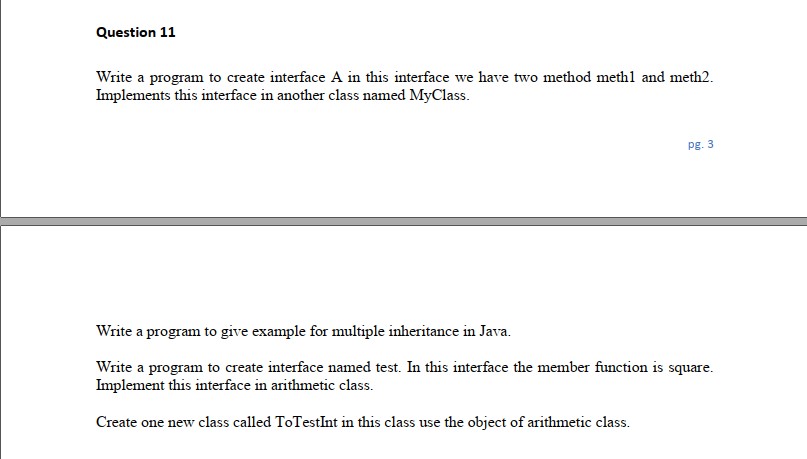 Question 11
Write a program to create interface A in this interface we have two method meth1 and meth2.
Implements this interface in another class named MyClass.
pg. 3
Write a program to give example for multiple inheritance in Java.
Write a program to create interface named test. In this interface the member function is square.
Implement this interface in arithmetic class.
Create one new class called ToTestInt in this class use the object of arithmetic class.